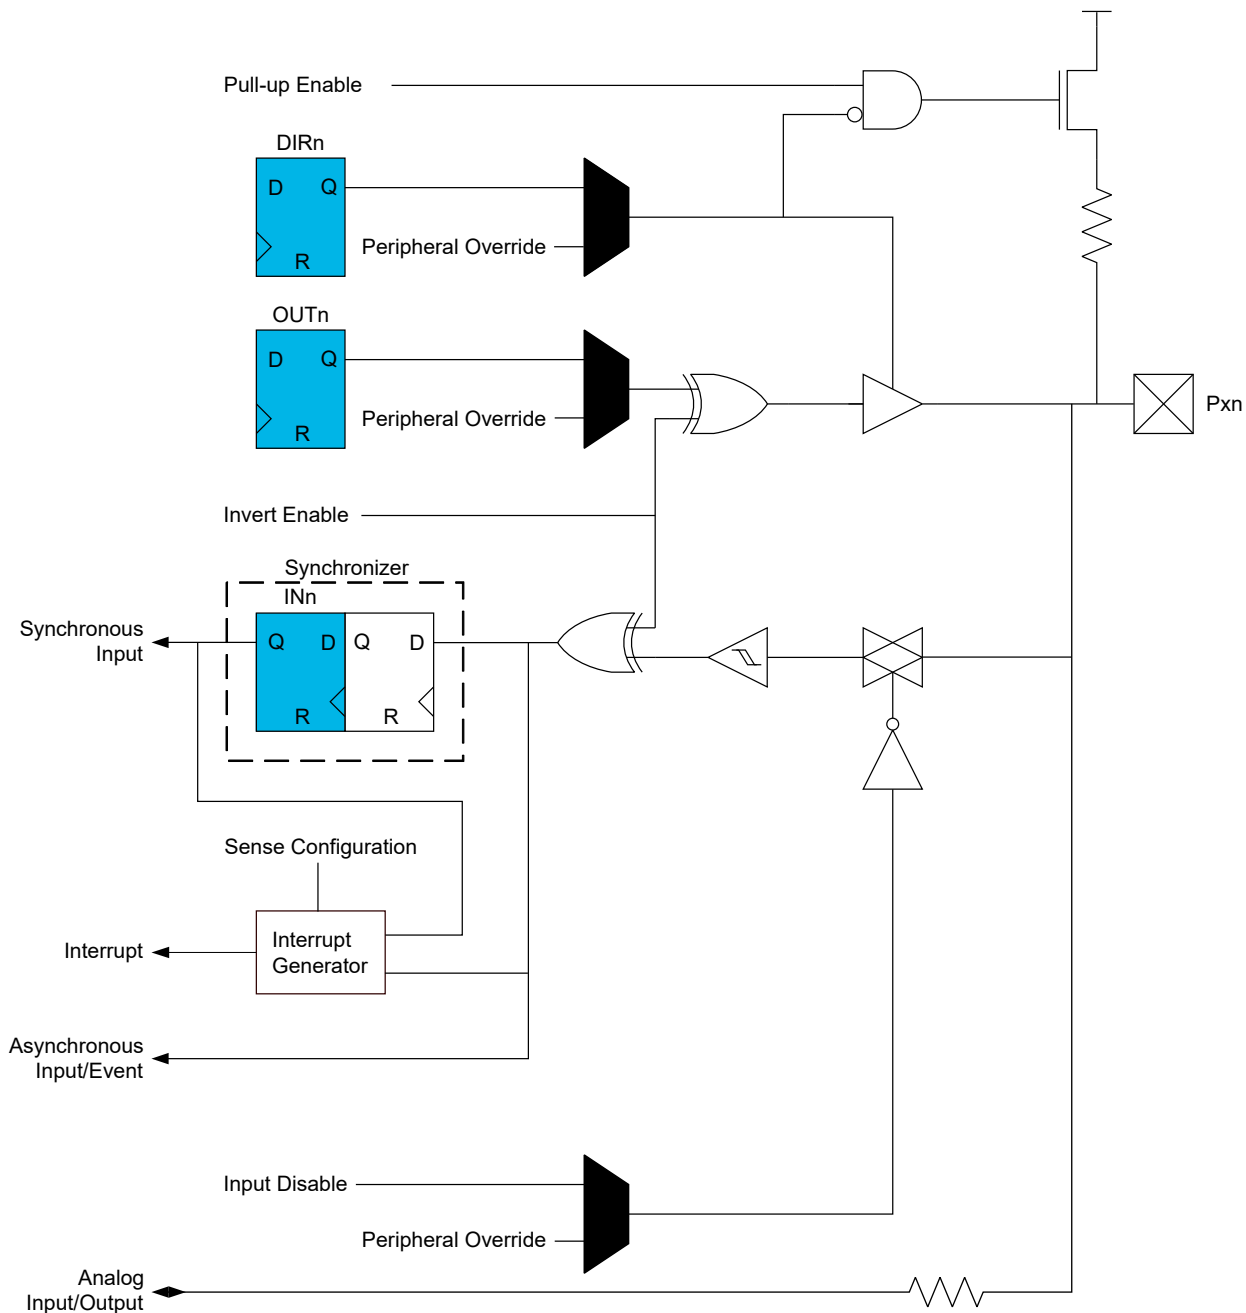 Pull-up Enable
DIRn
D Q
R
Peripheral Override
OUTn
D Q
R
Peripheral Override
Pxn
Invert Enable
Synchronizer
INn
Synchronous
Input
Q D Q D
R R
Sense Configuration
Interrupt
Interrupt
Generator
Asynchronous
Input/Event
Input Disable
Peripheral Override
Analog
Input/Output